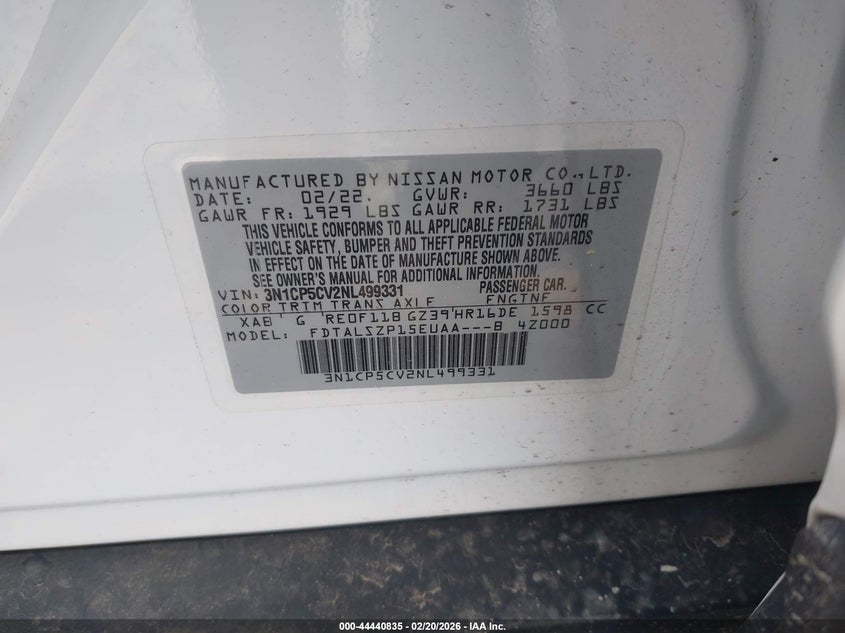 MANUFACTURED BY NISSAN MOTOR CO.,LTD.
DATE: 02/22. GVWR: 3660 LBS
GAWR FR: 1929 LBS GAWR RR: 1731 LBS
THIS VEHICLE CONFORMS TO ALL APPLICABLE FEDERAL MOTOR
VEHICLE SAFETY, BUMPER AND THEFT PREVENTION STANDARDS
IN EFFECT ON THE DATE OF MANUFACTURE SHOWN ABOVE.
SEE OWNER'S MANUAL FOR ADDITIONAL INFORMATION.
VIN: 3N1CP5CV2NL499331 PASSENGER CAR.
COLOR TRIM TRANS AXLE ENGINE
XAB G RE0F11B GZ39 HR16DE 1598 CC
MODEL: FDTALSZP15EUAA---B 4Z000
3N1CP5CV2NL499331
000-44440835 - 02/20/2026 - IAA Inc.